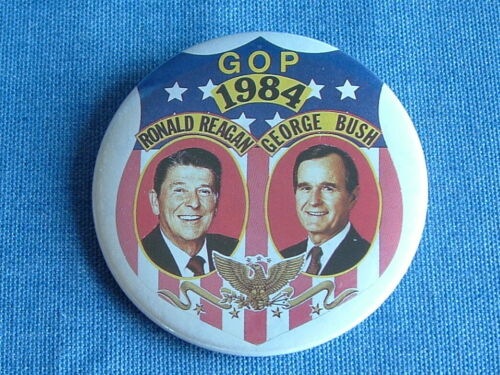 GOP
1984
RONALD REAGAN
GEORGE BUSH